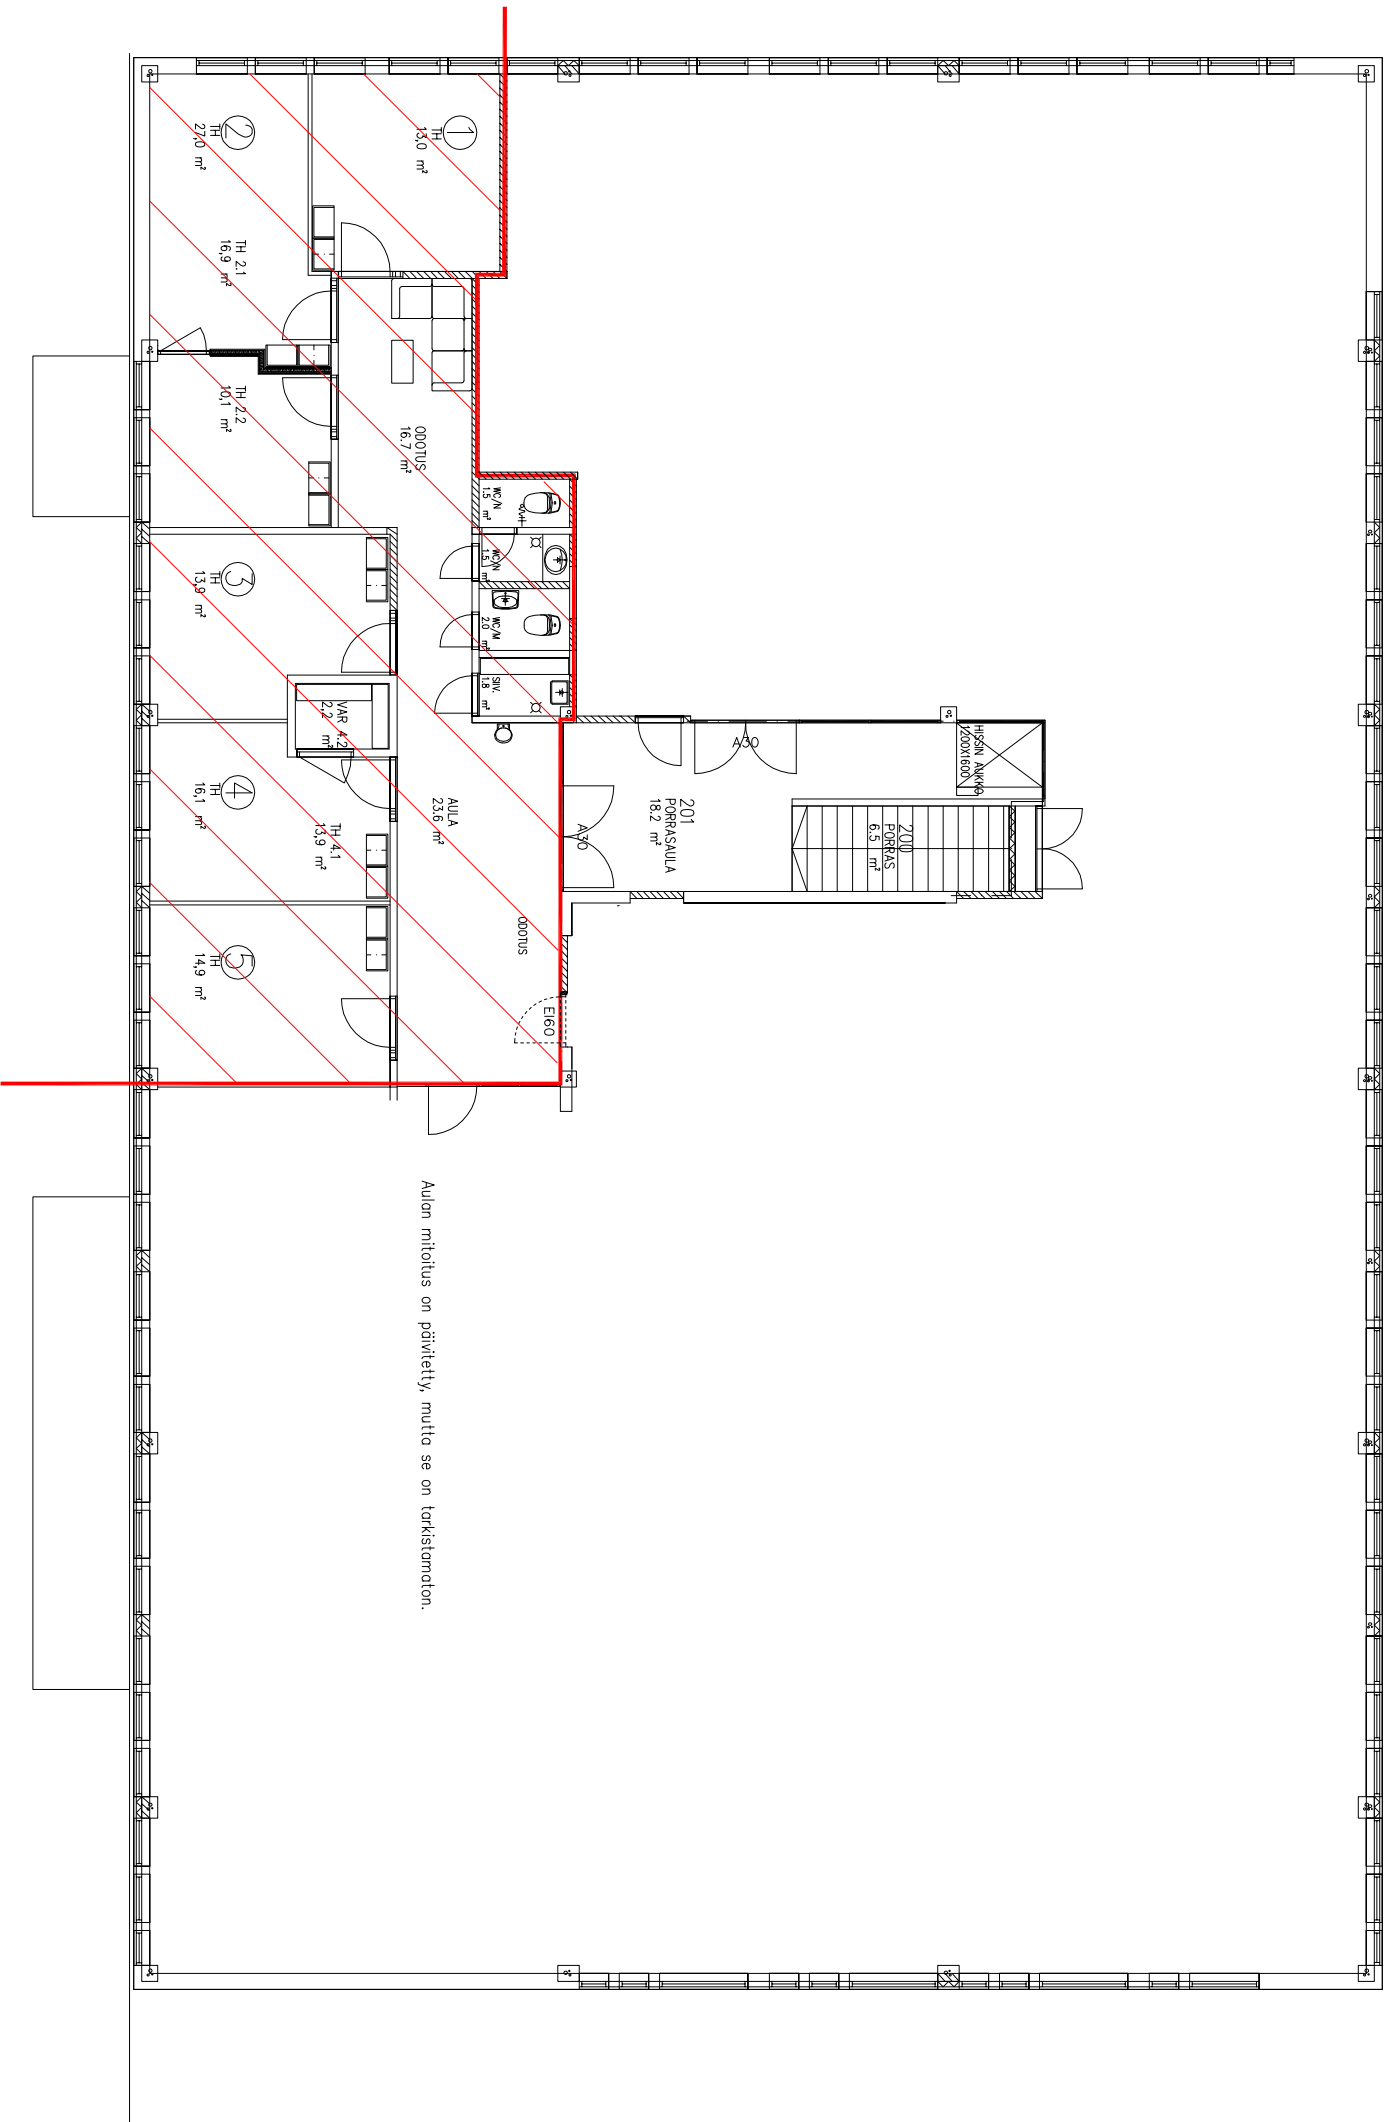 1
TH
13,0 m²
2
TH
27,0 m²
TH 2.1
16,9 m²
TH 2.2
10,1 m²
ODOTUS
16.7 m²
WC/N
1.5 m²
WC/N
1.5 m²
WC/M
2.0 m²
SIIV.
1.8 m²
3
TH
13,9 m²
VAR 4.2
2,2 m²
4
TH
16,1 m²
TH 4.1
13,9 m²
5
TH
14,9 m²
AULA
23.6 m²
ODOTUS
EI60
A30
A30
201
PORRASAULA
18.2 m²
200
PORRAS
6.5 m²
HISSIN AUKKO
1200X1600
Aulan mitoitus on päivitetty, mutta se on tarkistamaton.